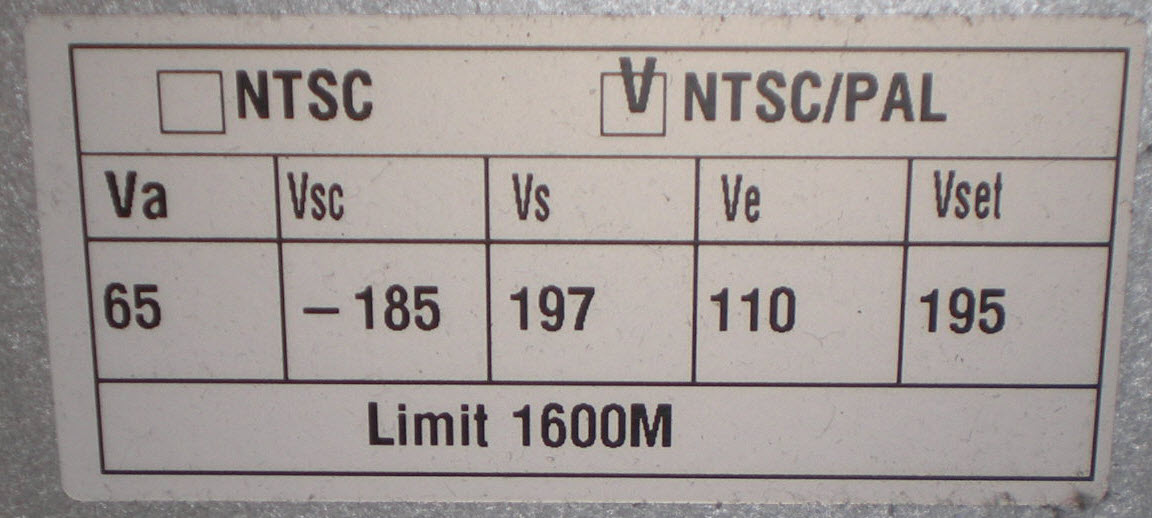 NTSC V NTSC/PAL
Va Vsc Vs Ve Vset
65 – 185 197 110 195
Limit 1600M